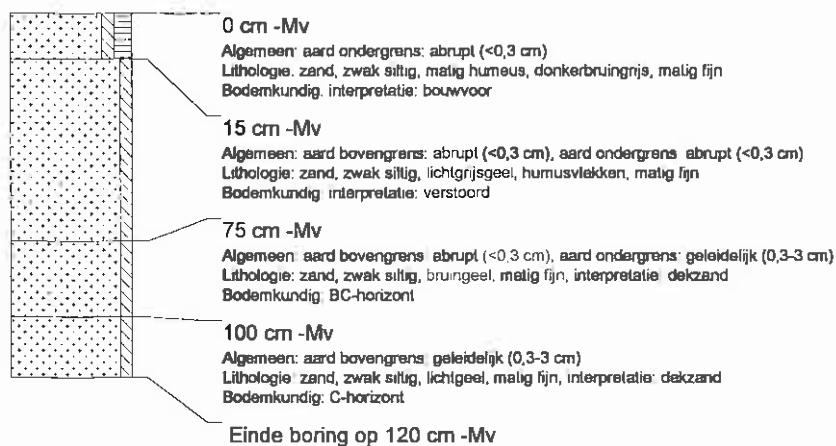 0 cm -Mv
Algemeen: aard ondergrens: abrupt (<0,3 cm)
Lithologie: zand, zwak siltig, matig humeus, donkerbruingrijs, matig fijn
Bodemkundig: interpretatie: bouwvoor
15 cm -Mv
Algemeen: aard bovengrens: abrupt (<0,3 cm), aard ondergrens: abrupt (<0,3 cm)
Lithologie: zand, zwak siltig, lichtgrijsgeel, humusvlekken, matig fijn
Bodemkundig: interpretatie: verstoord
75 cm -Mv
Algemeen: aard bovengrens: abrupt (<0,3 cm), aard ondergrens: geleidelijk (0,3-3 cm)
Lithologie: zand, zwak siltig, bruingeel, matig fijn, interpretatie: dekzand
Bodemkundig: BC-horizont
100 cm -Mv
Algemeen: aard bovengrens: geleidelijk (0,3-3 cm)
Lithologie: zand, zwak siltig, lichtgeel, matig fijn, interpretatie: dekzand
Bodemkundig: C-horizont
Einde boring op 120 cm -Mv